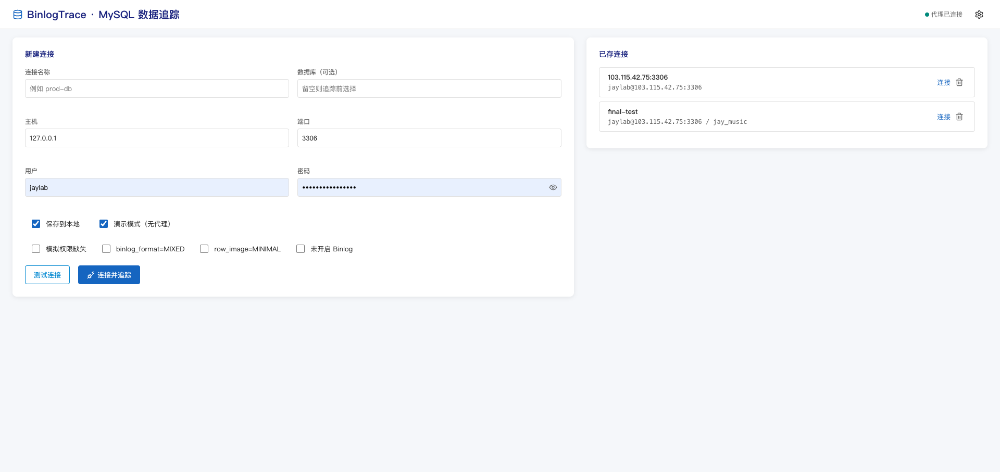 BinlogTrace · MySQL 数据追踪
代理已连接
新建连接
连接名称
数据库（可选）
例如 prod-db
留空则追踪前选择
主机
端口
127.0.0.1
3306
用户
密码
jaylab
••••••••••••••••
保存到本地
演示模式（无代理）
模拟权限缺失
binlog_format=MIXED
row_image=MINIMAL
未开启 Binlog
测试连接
连接并追踪
已存连接
103.115.42.75:3306
jaylab@103.115.42.75:3306
连接
final-test
jaylab@103.115.42.75:3306 / jay_music
连接